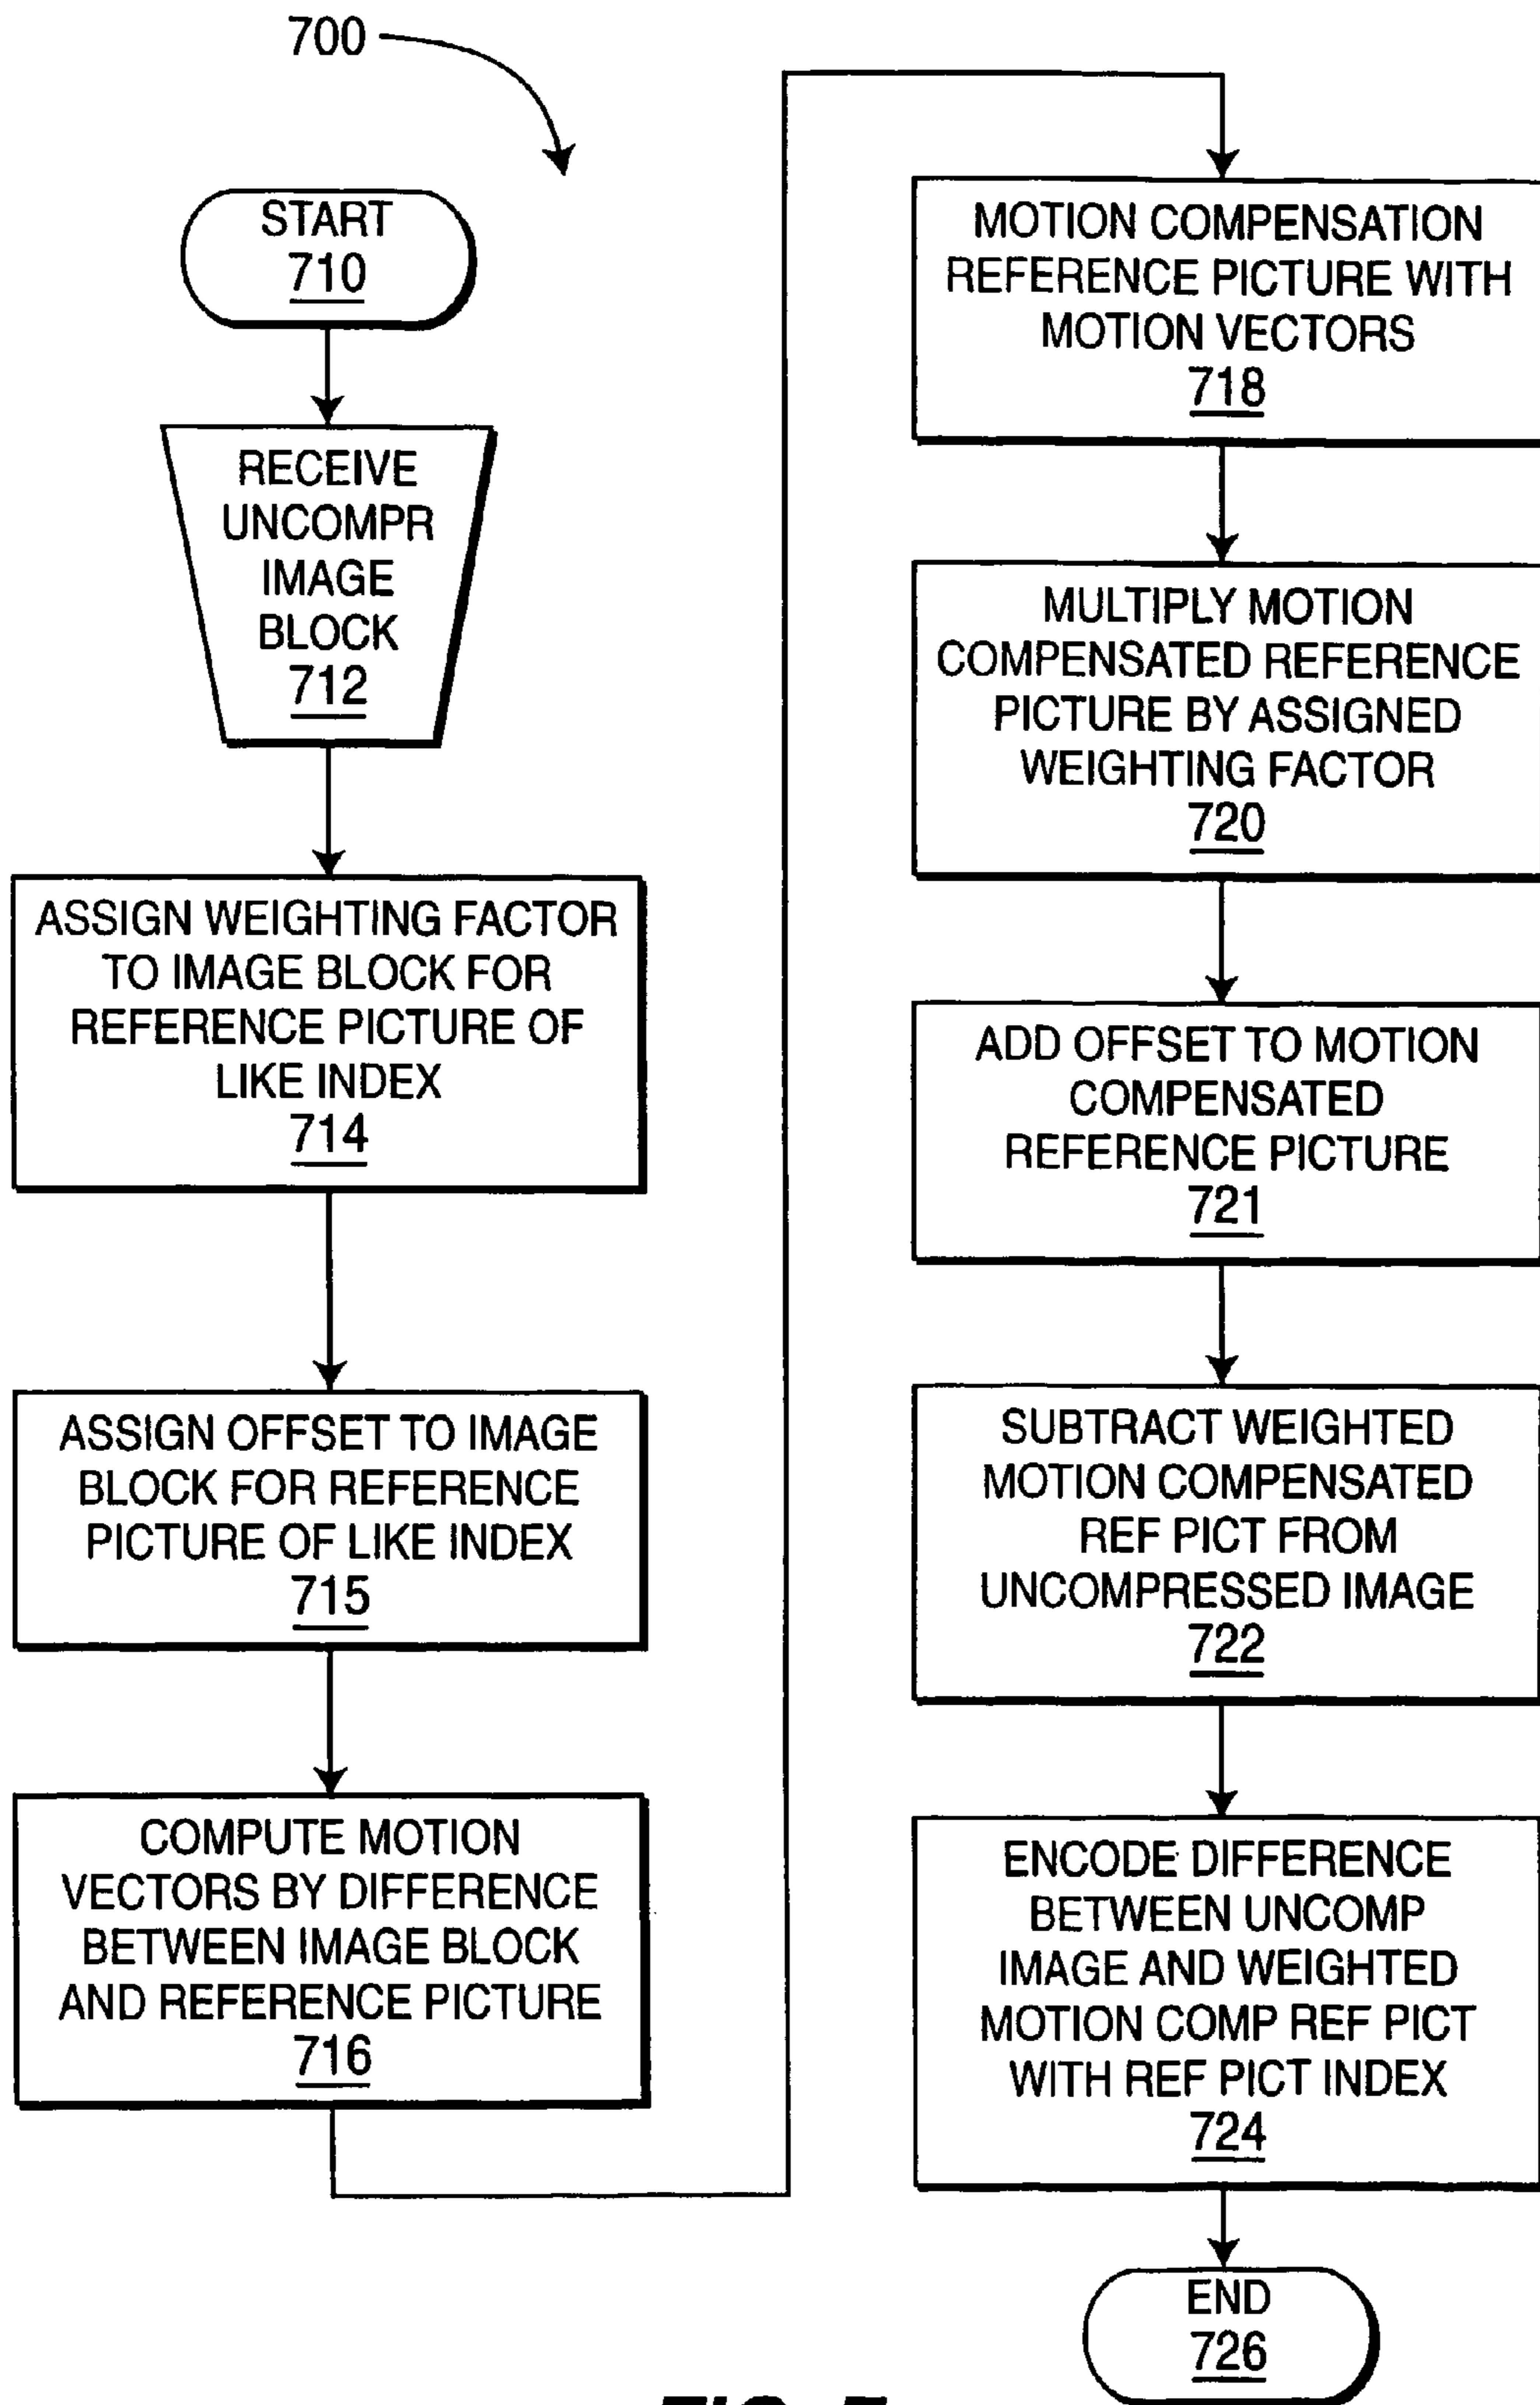 700
START
710
RECEIVE
UNCOMPR
IMAGE
BLOCK
712
ASSIGN WEIGHTING FACTOR
TO IMAGE BLOCK FOR
REFERENCE PICTURE OF
LIKE INDEX
714
ASSIGN OFFSET TO IMAGE
BLOCK FOR REFERENCE
PICTURE OF LIKE INDEX
715
COMPUTE MOTION
VECTORS BY DIFFERENCE
BETWEEN IMAGE BLOCK
AND REFERENCE PICTURE
716
MOTION COMPENSATION
REFERENCE PICTURE WITH
MOTION VECTORS
718
MULTIPLY MOTION
COMPENSATED REFERENCE
PICTURE BY ASSIGNED
WEIGHTING FACTOR
720
ADD OFFSET TO MOTION
COMPENSATED
REFERENCE PICTURE
721
SUBTRACT WEIGHTED
MOTION COMPENSATED
REF PICT FROM
UNCOMPRESSED IMAGE
722
ENCODE DIFFERENCE
BETWEEN UNCOMP
IMAGE AND WEIGHTED
MOTION COMP REF PICT
WITH REF PICT INDEX
724
END
726